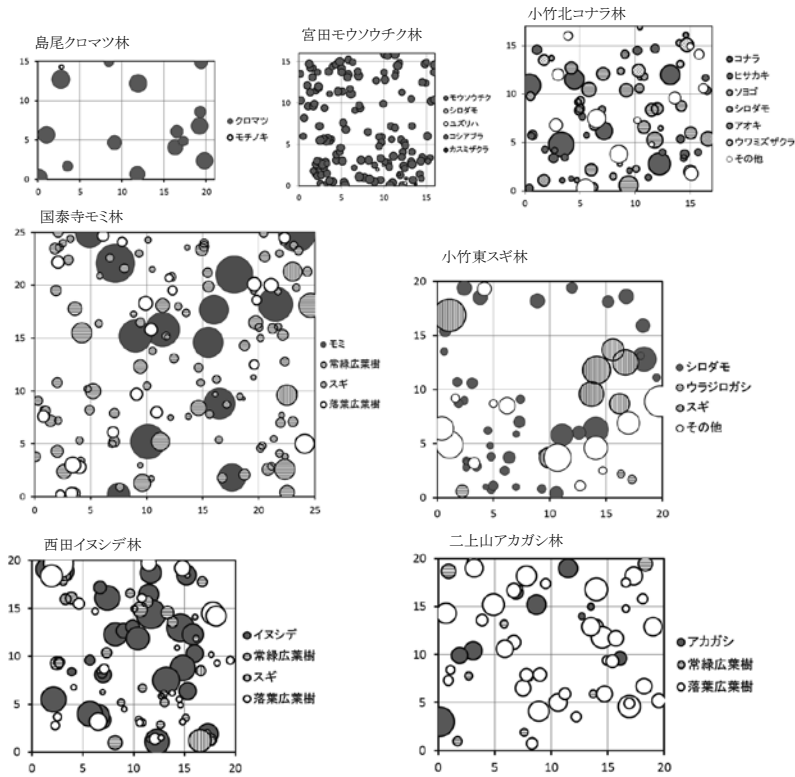 島尾クロマツ林
15
10
5
0
0 5 10 15 20
クロマツ
モチノキ
宮田モウソウチク林
15
10
5
0
0 5 10 15
モウソウチク
シロダモ
ユズリハ
コシアブラ
カスミザクラ
小竹北コナラ林
15
10
5
0
0 5 10 15
コナラ
ヒサカキ
ソヨゴ
シロダモ
アオキ
ウワミズザクラ
その他
国泰寺モミ林
25
20
15
10
5
0
0 5 10 15 20 25
モミ
常緑広葉樹
スギ
落葉広葉樹
小竹東スギ林
20
15
10
5
0
0 5 10 15 20
シロダモ
ウラジロガシ
スギ
その他
西田イヌシデ林
20
15
10
5
0
0 5 10 15 20
イヌシデ
常緑広葉樹
スギ
落葉広葉樹
二上山アカガシ林
20
15
10
5
0
0 5 10 15 20
アカガシ
常緑広葉樹
落葉広葉樹